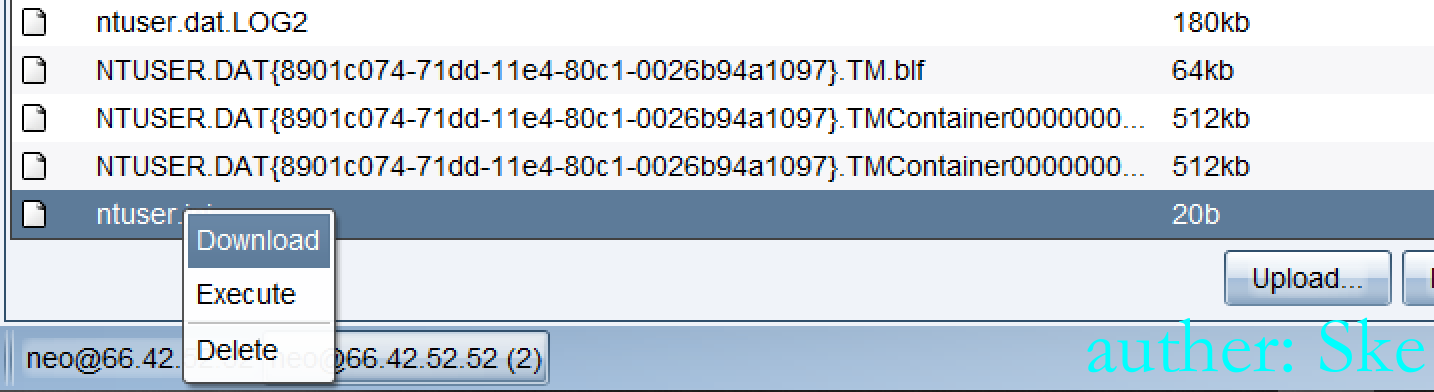 ntuser.dat.LOG2 180kb
NTUSER.DAT{8901c074-71dd-11e4-80c1-0026b94a1097}.TM.blf 64kb
NTUSER.DAT{8901c074-71dd-11e4-80c1-0026b94a1097}.TMContainer0000000... 512kb
NTUSER.DAT{8901c074-71dd-11e4-80c1-0026b94a1097}.TMContainer0000000... 512kb
ntuser. 20b
Download
Execute
Delete
Upload...
neo@66.42. neo@66.42.52.52 (2)
auther: Ske